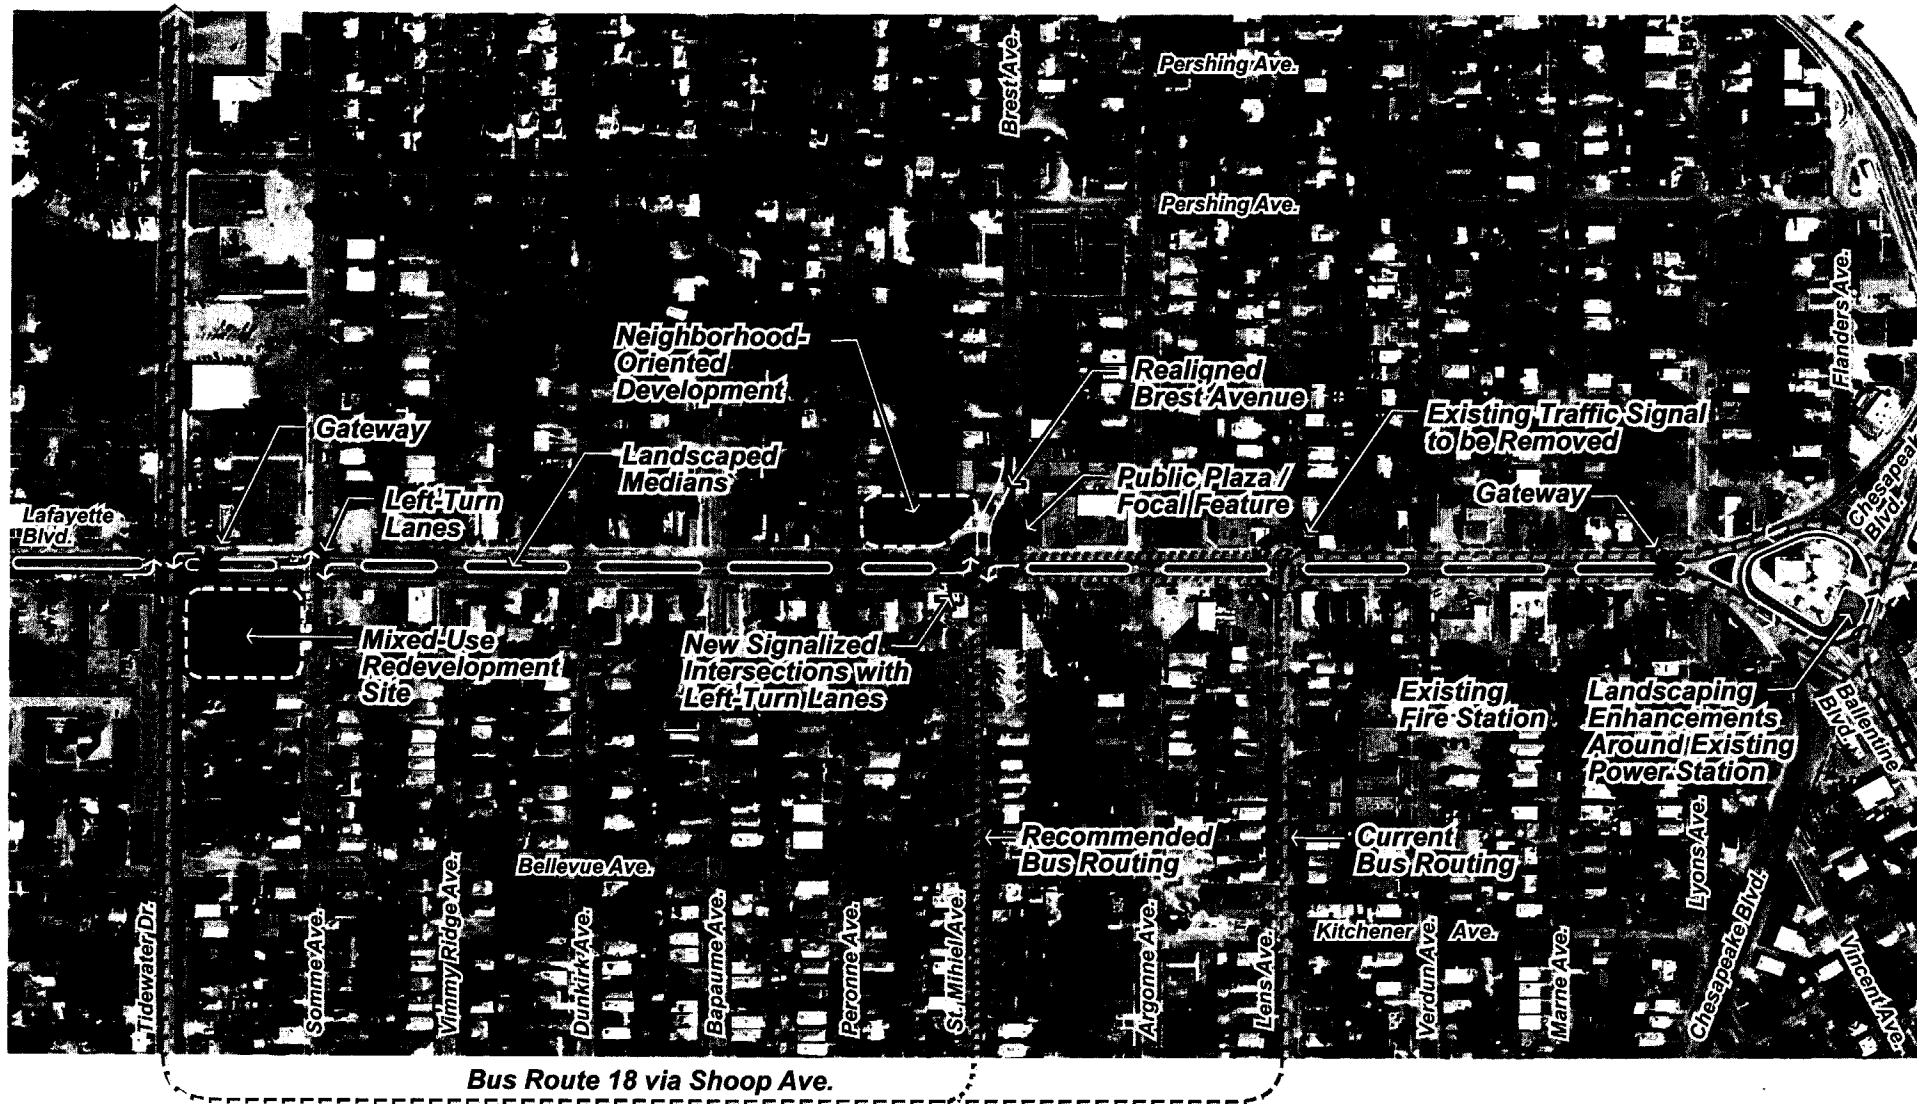 Brest Ave.
Pershing Ave.
Pershing Ave.
Flanders Ave.
Neighborhood-
Oriented
Development
Realigned
Brest Avenue
Existing Traffic Signal
to be Removed
Gateway
Landscaped
Medians
Public Plaza /
Focal Feature
Gateway
Chesapeake
Blvd.
Left-Turn
Lanes
Lafayette
Blvd.
Mixed-Use
Redevelopment
Site
New Signalized
Intersections with
Left-Turn Lanes
Existing
Fire Station
Landscaping
Enhancements
Around Existing
Power Station
Ballentine
Blvd.
Recommended
Bus Routing
Current
Bus Routing
Bellevue Ave.
Lyons Ave.
Kitchener Ave.
Tidewater Dr.
Somme Ave.
Vimmy Ridge Ave.
Dunkirk Ave.
Bapaume Ave.
Peronne Ave.
St. Mihiel Ave.
Argonne Ave.
Lens Ave.
Verdum Ave.
Marne Ave.
Chesapeake Blvd.
Vincent Ave.
Bus Route 18 via Shoop Ave.